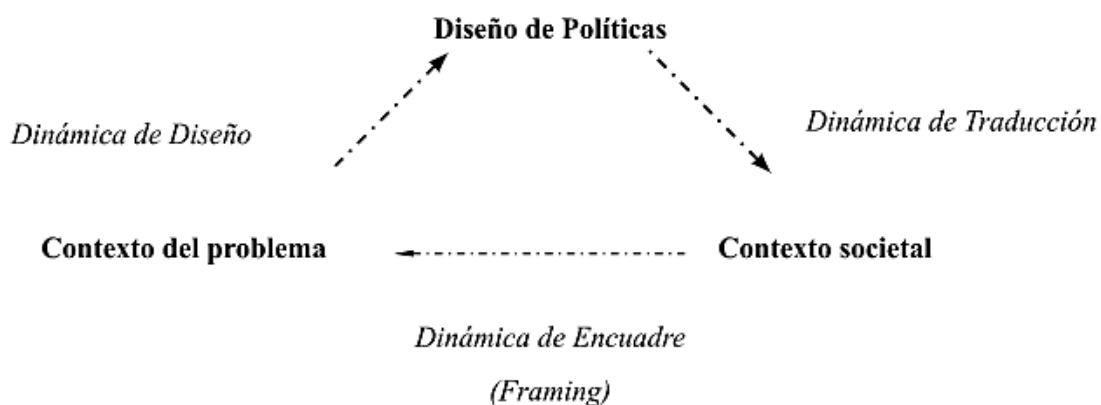 Diseño de Políticas
Dinámica de Diseño
Dinámica de Traducción
Contexto del problema
Contexto societal
Dinámica de Encuadre
(Framing)